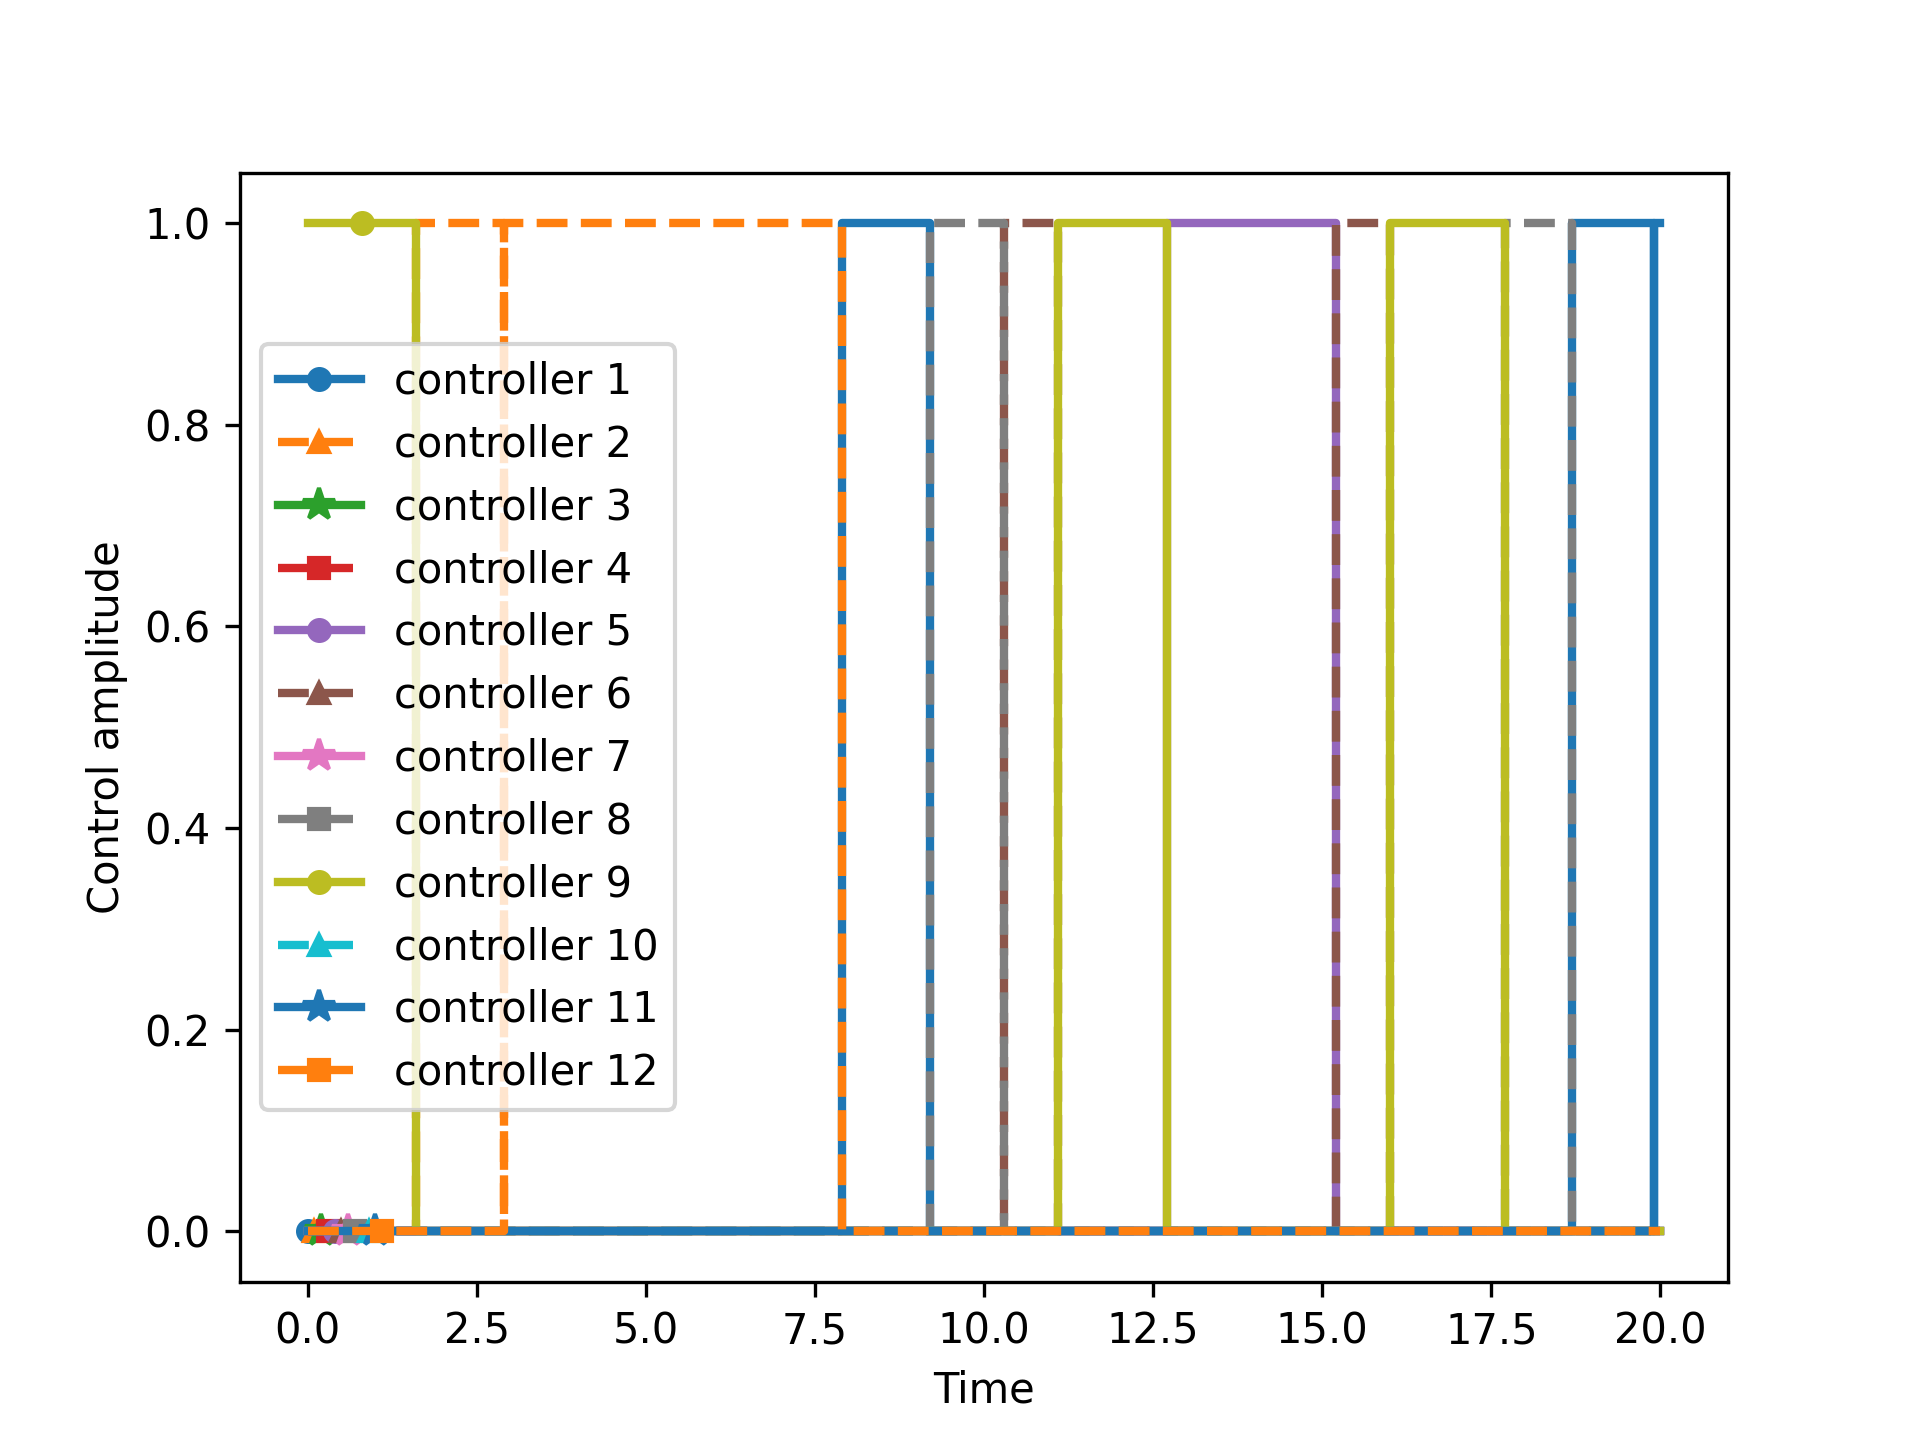 1.0
0.8
0.6
0.4
0.2
0.0
Control amplitude
controller 1
controller 2
controller 3
controller 4
controller 5
controller 6
controller 7
controller 8
controller 9
controller 10
controller 11
controller 12
0.0 2.5 5.0 7.5 10.0 12.5 15.0 17.5 20.0
Time